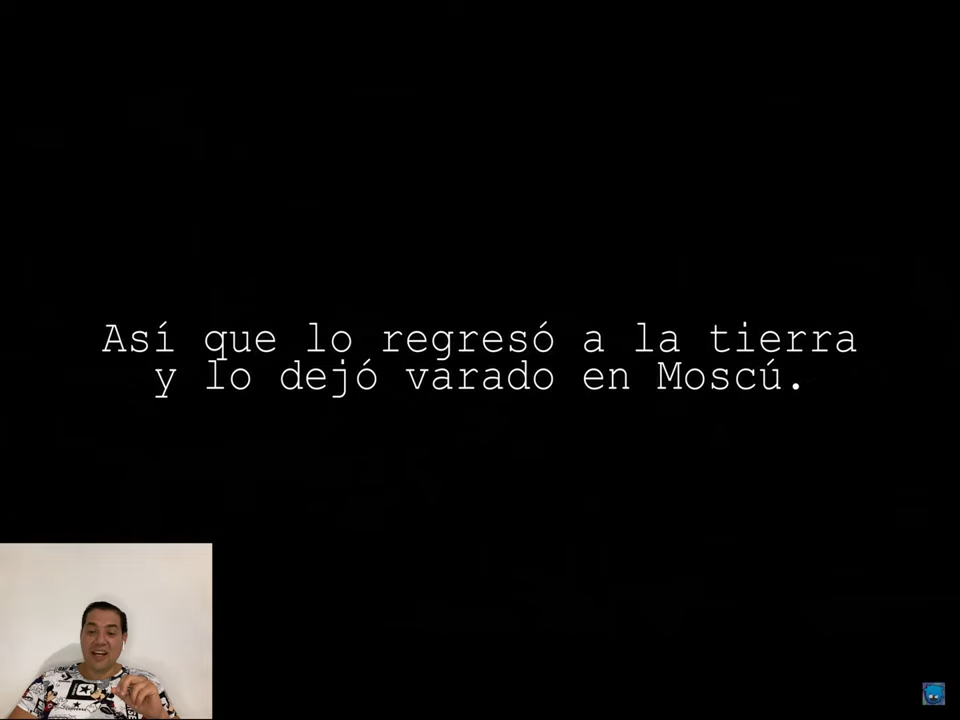 Así que lo regresó a la tierra
y lo dejó varado en Moscú.